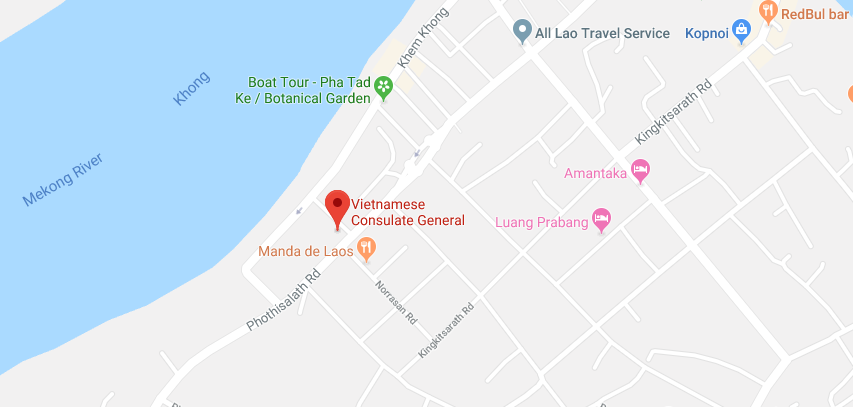 RedBul bar
All Lao Travel Service
Kopnoi
Khem Khong
Boat Tour - Pha Tad
Ke / Botanical Garden
Khong
Kingkitsarath Rd
Mekong River
Amantaka
Vietnamese
Consulate General
Luang Prabang
Manda de Laos
Phothisalath Rd
Norrasan Rd
Kingkitsarath Rd